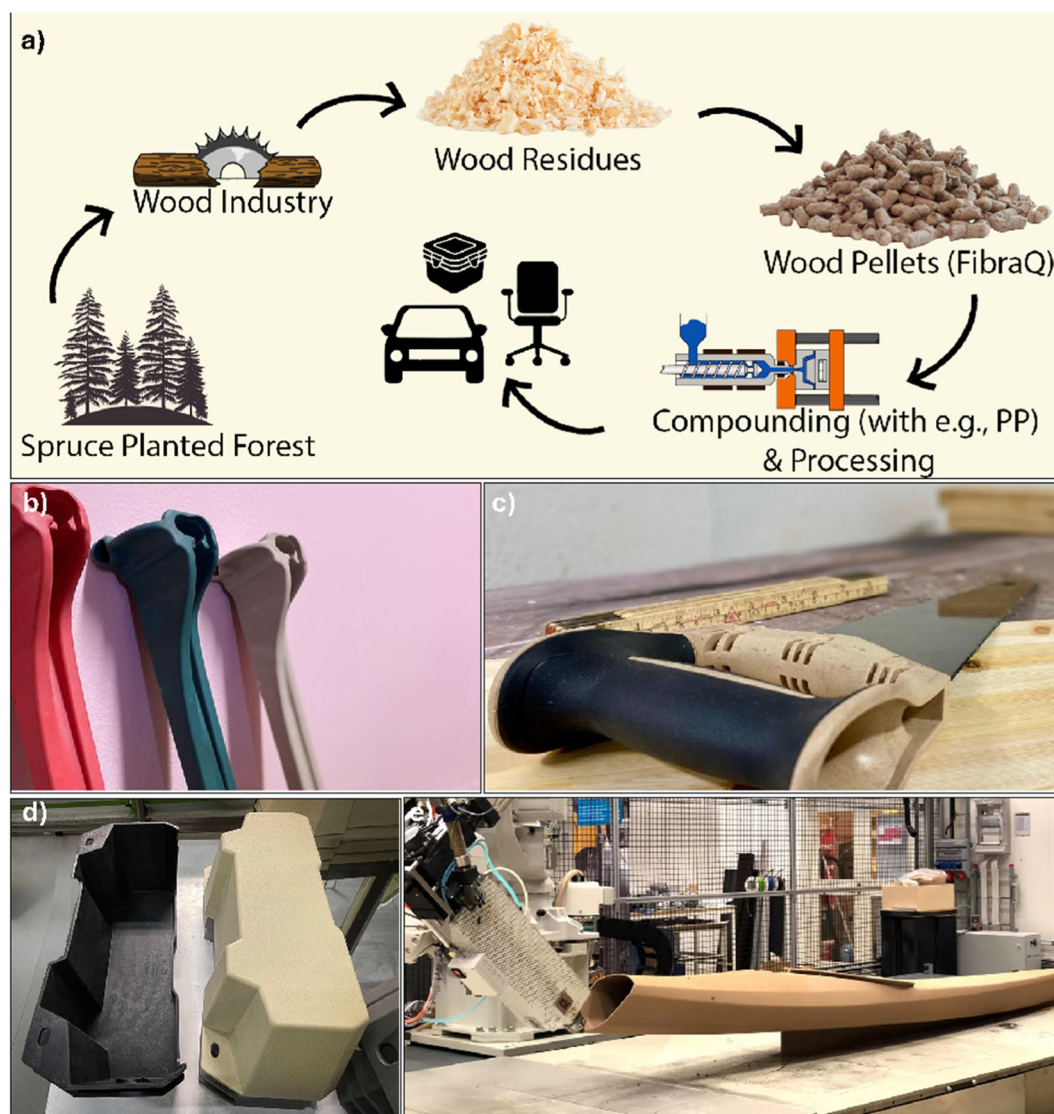 a)
Wood Residues
Wood Industry
Wood Pellets (FibraQ)
Compounding (with e.g., PP)
& Processing
Spruce Planted Forest
b)
c)
d)
e)